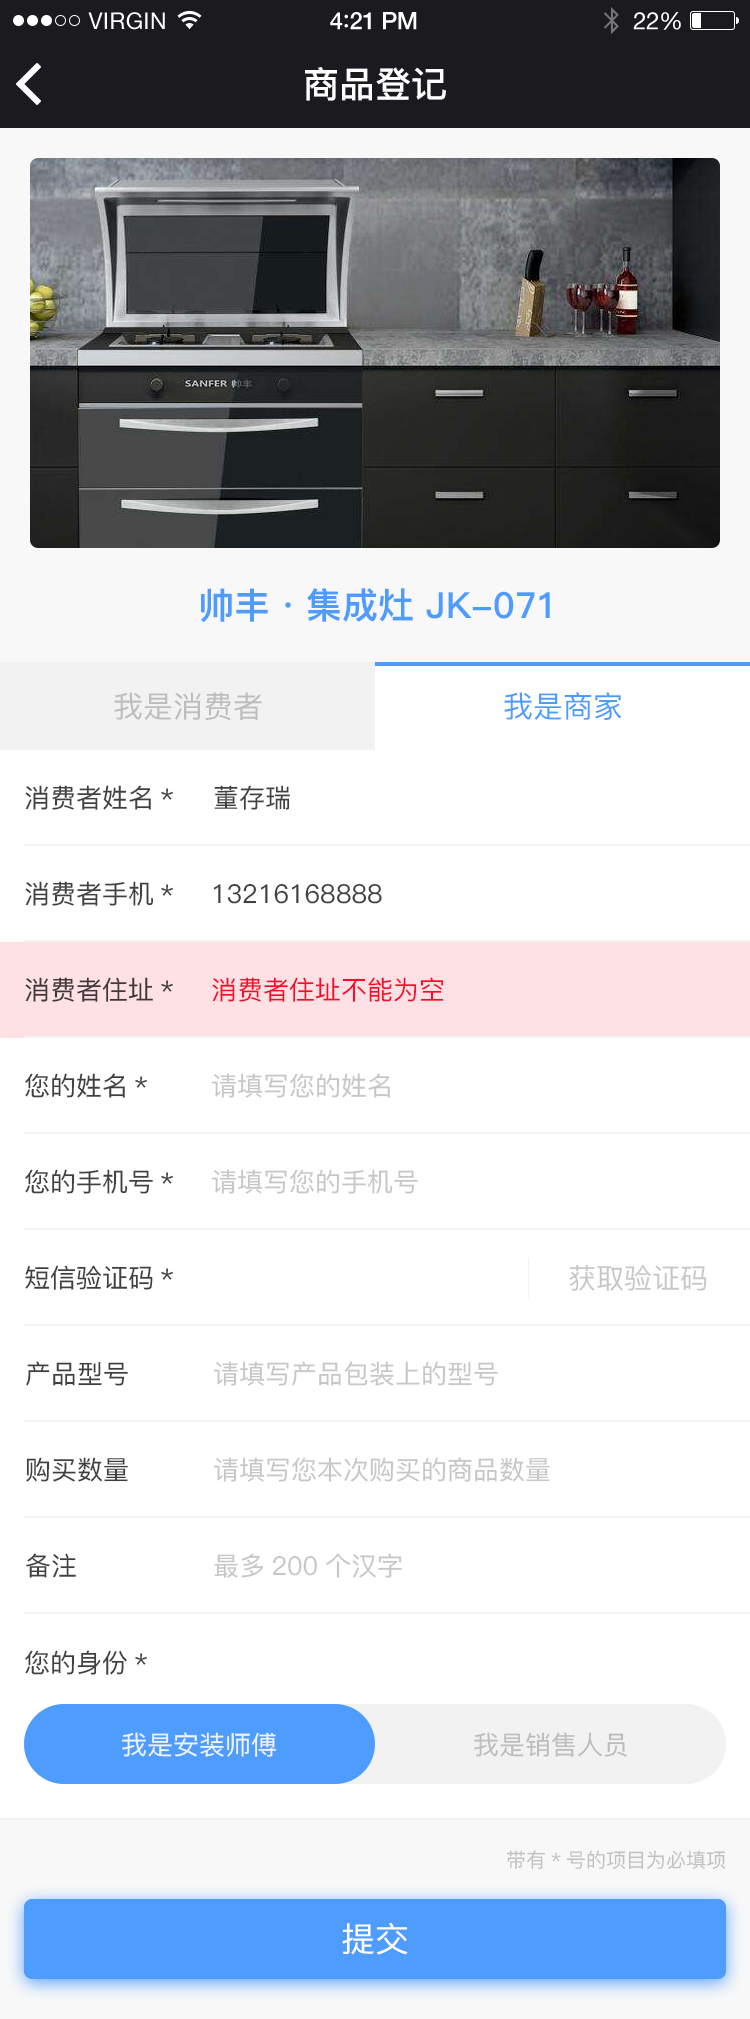 VIRGIN 4:21 PM 22%
商品登记
SANFER 帅丰
帅丰 · 集成灶 JK-071
我是消费者 我是商家
消费者姓名 * 董存瑞
消费者手机 * 13216168888
消费者住址 * 消费者住址不能为空
您的姓名 * 请填写您的姓名
您的手机号 * 请填写您的手机号
短信验证码 * 获取验证码
产品型号 请填写产品包装上的型号
购买数量 请填写您本次购买的商品数量
备注 最多 200 个汉字
您的身份 *
我是安装师傅 我是销售人员
带有 * 号的项目为必填项
提交